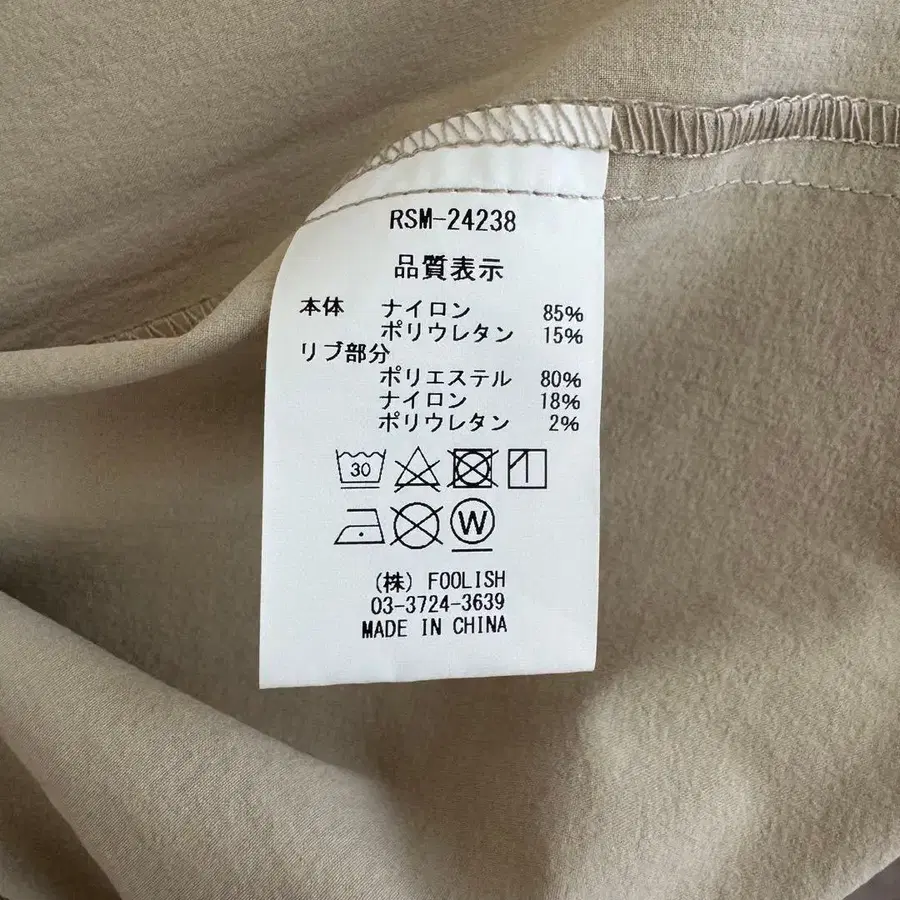 RSM-24238
品質表示
本体 ナイロン 85%
ポリウレタン 15%
リブ部分
ポリエステル 80%
ナイロン 18%
ポリウレタン 2%
30
W
(株) FOOLISH
03-3724-3639
MADE IN CHINA